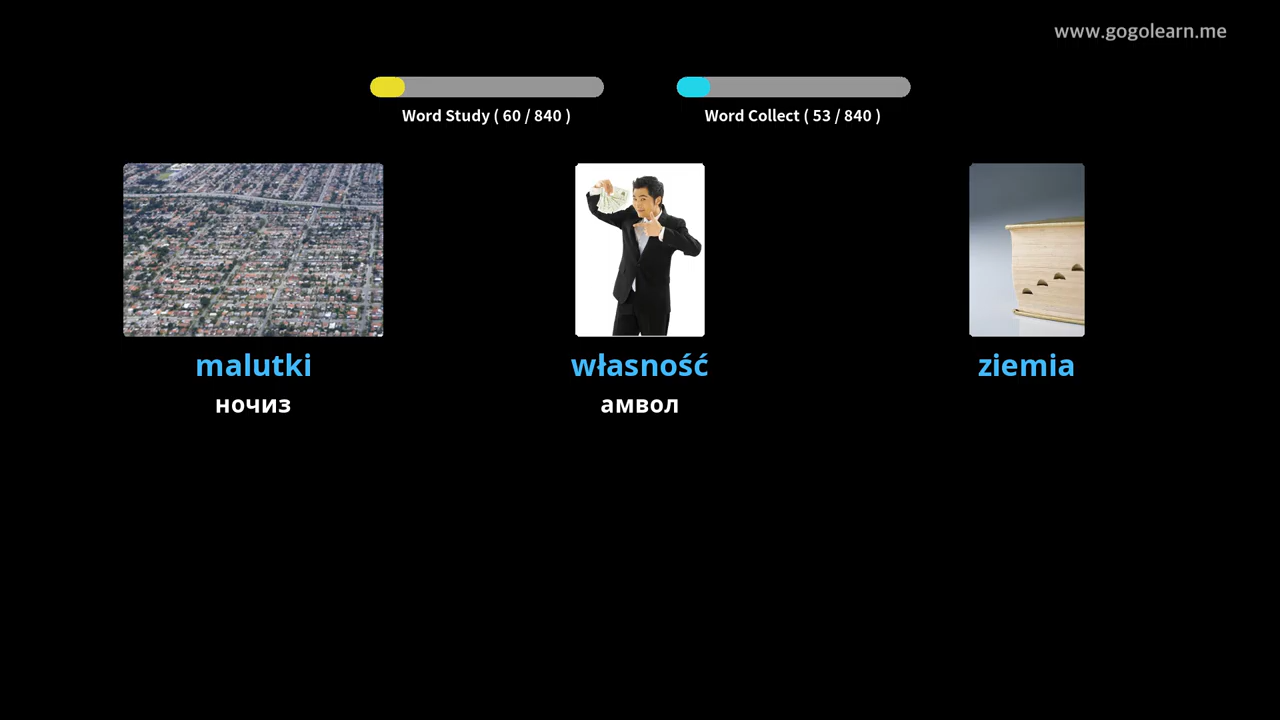 www.gogolearn.me
Word Study ( 60 / 840 )
Word Collect ( 53 / 840 )
malutki
własność
ziemia
ночиз
амвол